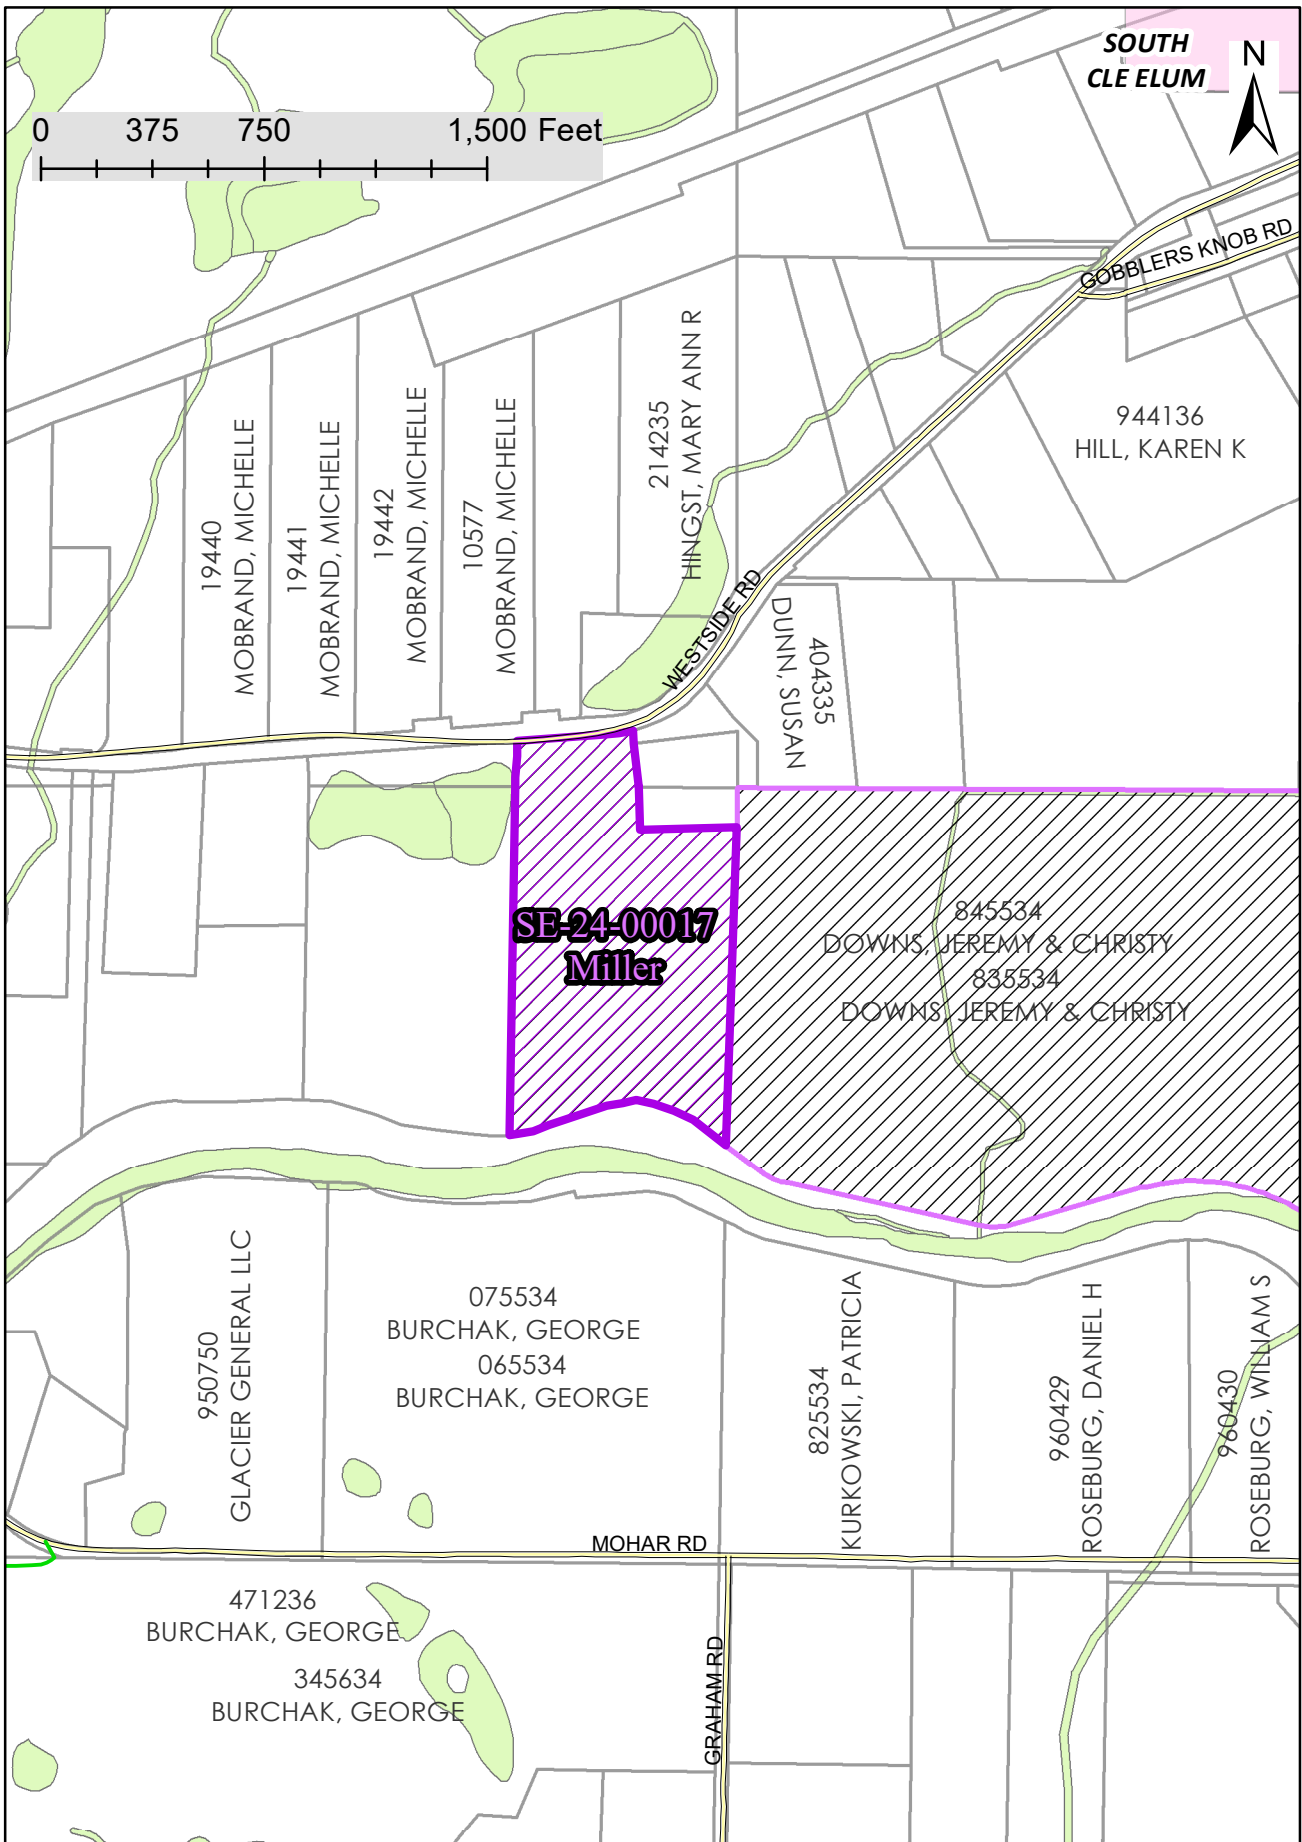 SOUTH
CLE ELUM
N
0 375 750 1,500 Feet
GOBBLERS KNOB RD
944136
HILL, KAREN K
214235
HINGST, MARY ANN R
19440
MOBRAND, MICHELLE
19441
MOBRAND, MICHELLE
19442
MOBRAND, MICHELLE
10577
MOBRAND, MICHELLE
WESTSIDE RD
404335
DUNN, SUSAN
SE-24-00017
Miller
845534
DOWNS, JEREMY & CHRISTY
835534
DOWNS, JEREMY & CHRISTY
950750
GLACIER GENERAL LLC
075534
BURCHAK, GEORGE
065534
BURCHAK, GEORGE
825534
KURKOWSKI, PATRICIA
960429
ROSEBURG, DANIEL H
960430
ROSEBURG, WILLIAM S
MOHAR RD
471236
BURCHAK, GEORGE
345634
BURCHAK, GEORGE
GRAHAM RD